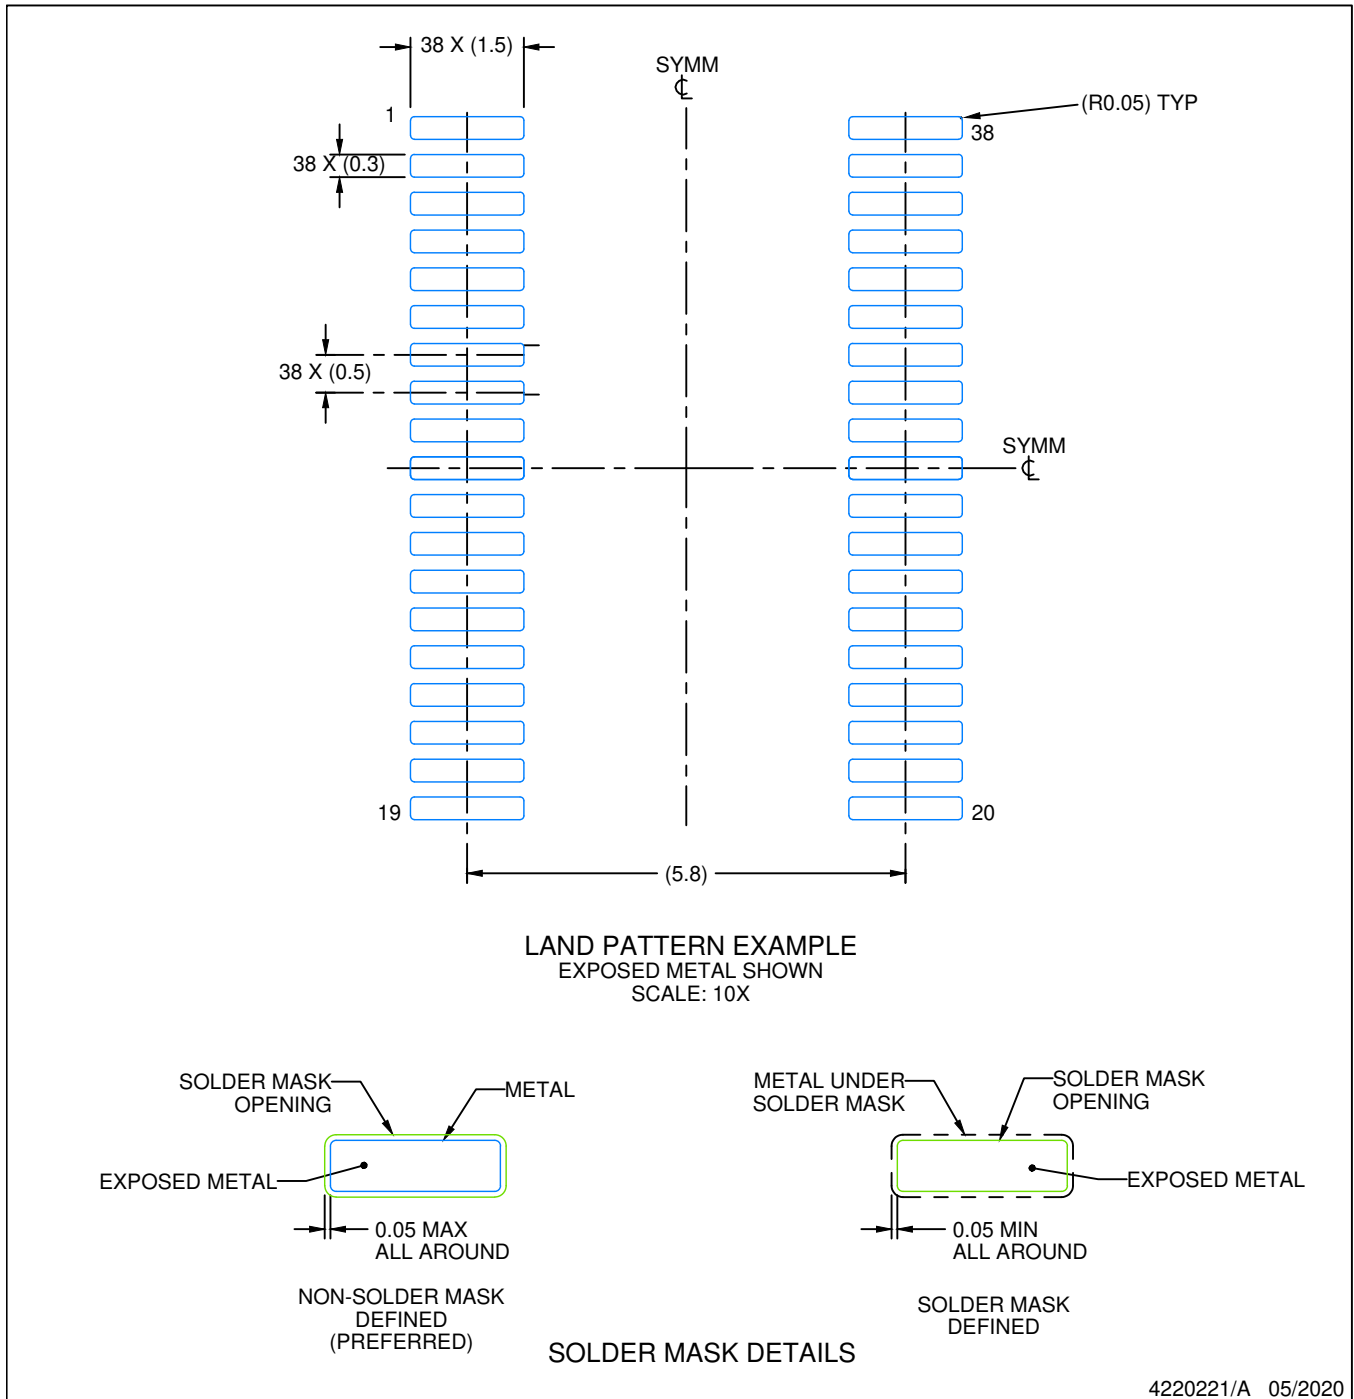 38 X (1.5)
SYMM
℄
(R0.05) TYP
1
38
38 X (0.3)
38 X (0.5)
SYMM
℄
19
20
(5.8)
LAND PATTERN EXAMPLE
EXPOSED METAL SHOWN
SCALE: 10X
SOLDER MASK
OPENING
METAL
EXPOSED METAL
0.05 MAX
ALL AROUND
NON-SOLDER MASK
DEFINED
(PREFERRED)
METAL UNDER
SOLDER MASK
SOLDER MASK
OPENING
EXPOSED METAL
0.05 MIN
ALL AROUND
SOLDER MASK
DEFINED
SOLDER MASK DETAILS
4220221/A 05/2020